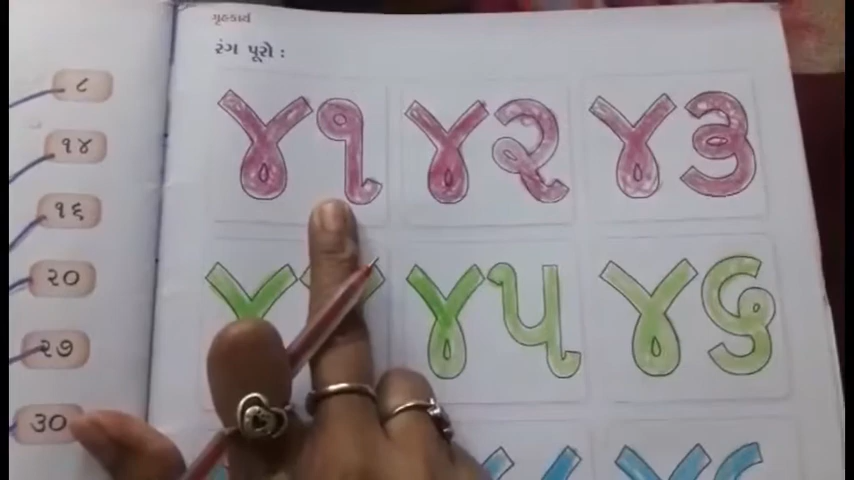 ગૃહકાર્ય
રંગ પૂરો :
૮
૧૪
૧૬
૨૦
૨૭
૩૦
૪૧ ૪૨ ૪૩
૪૫ ૪૬